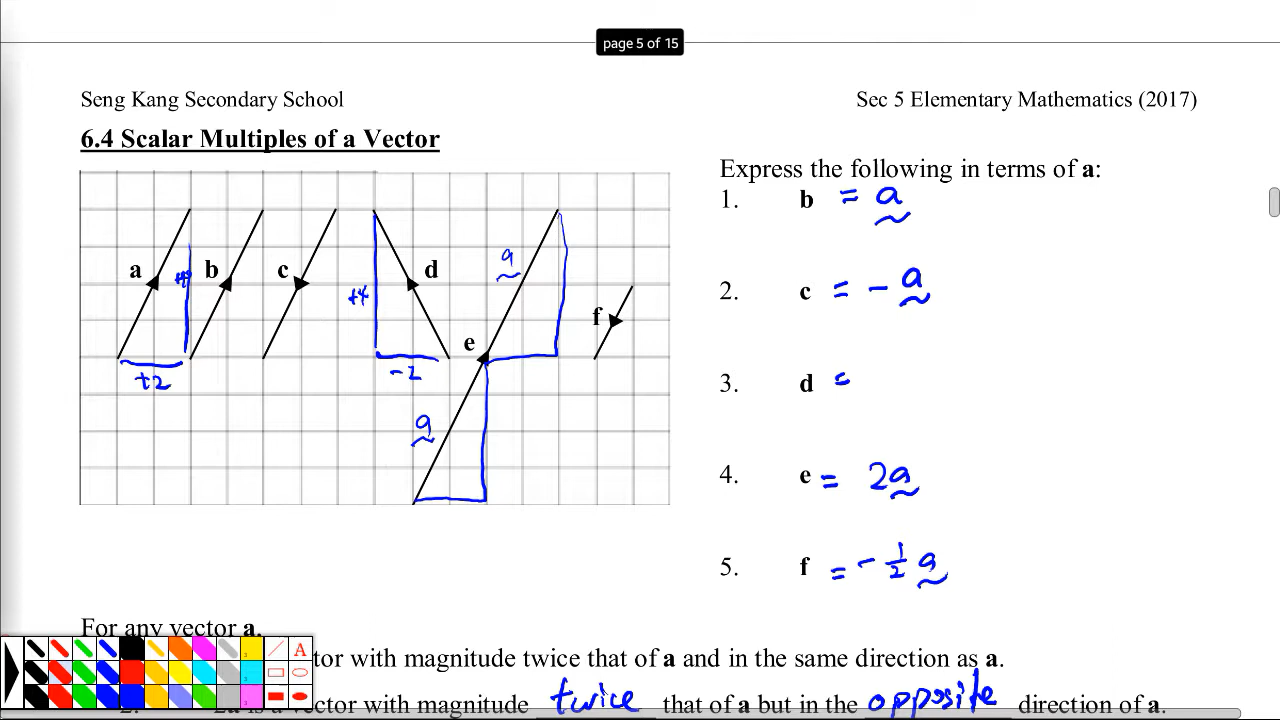 page 5 of 15
Seng Kang Secondary School Sec 5 Elementary Mathematics (2017)
6.4 Scalar Multiples of a Vector
Express the following in terms of a:
1. b = a
2. c = - a
3. d =
4. e = 2a
5. f = - 1/2 a
a b c d e f
a
a
+4
+2
-2
For any vector a,
tor with magnitude twice that of a and in the same direction as a.
2a is a vector with magnitude twice that of a but in the opposite direction of a.
A